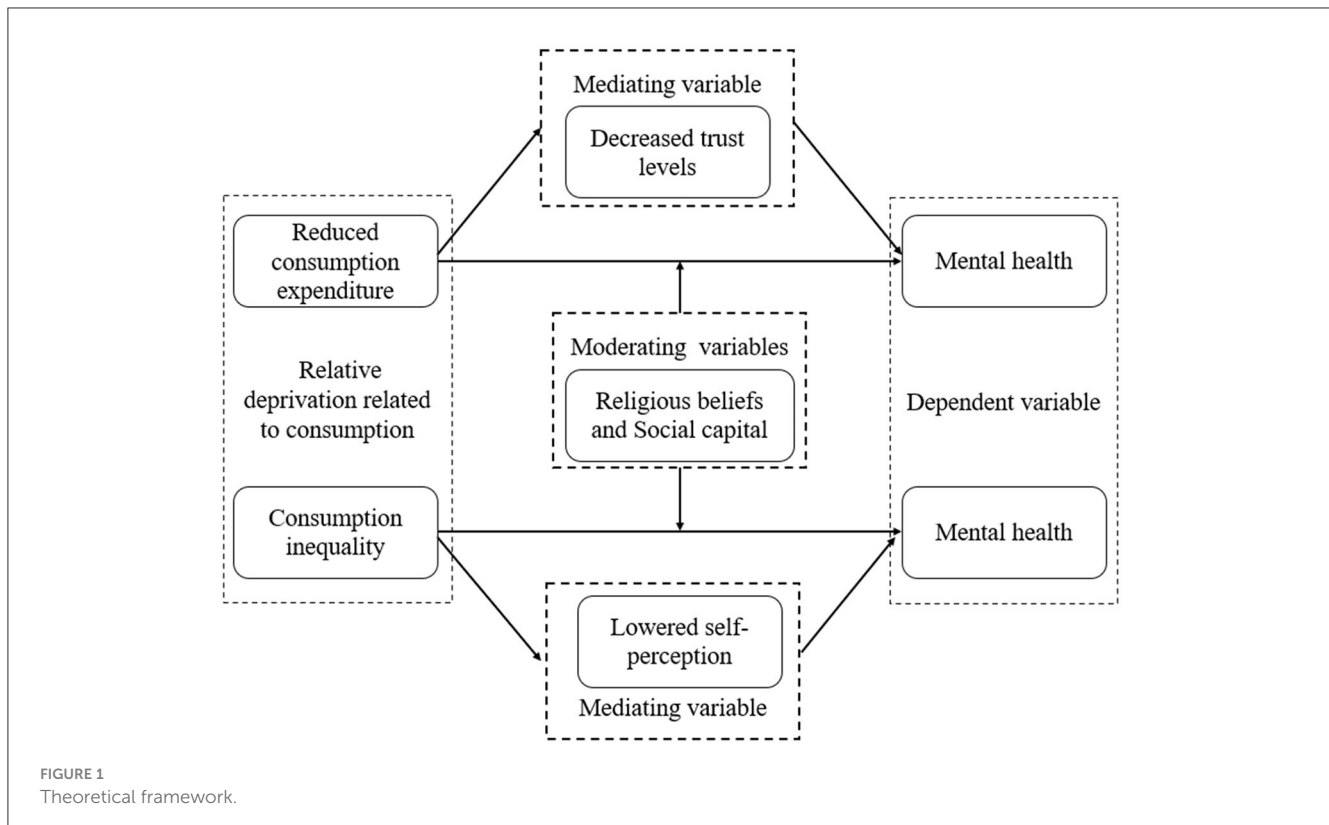 Mediating variable
Decreased trust
levels
Reduced
consumption
expenditure
Mental health
Moderating variables
Religious beliefs
and Social capital
Relative
deprivation related
to consumption
Dependent variable
Consumption
inequality
Mental health
Lowered self-
perception
Mediating variable
FIGURE 1
Theoretical framework.